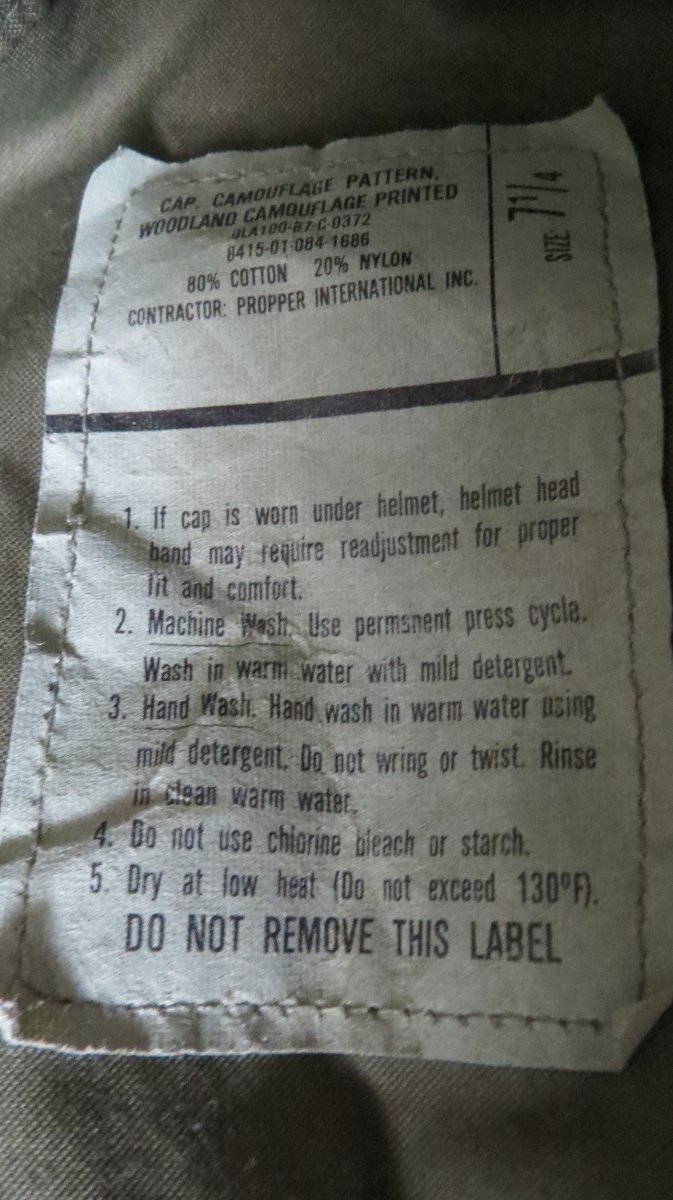 CAP, CAMOUFLAGE PATTERN,
WOODLAND CAMOUFLAGE PRINTED
DLA100-87-C-0372
8415-01-084-1686
80% COTTON 20% NYLON
CONTRACTOR: PROPPER INTERNATIONAL INC.
SIZE: 7 1/4
1. If cap is worn under helmet, helmet head
band may require readjustment for proper
fit and comfort.
2. Machine Wash. Use permsnent press cycle.
Wash in warm water with mild detergent.
3. Hand Wash. Hand wash in warm water using
mild detergent. Do not wring or twist. Rinse
in clean warm water.
4. Do not use chlorine bleach or starch.
5. Dry at low heat (Do not exceed 130°F).
DO NOT REMOVE THIS LABEL